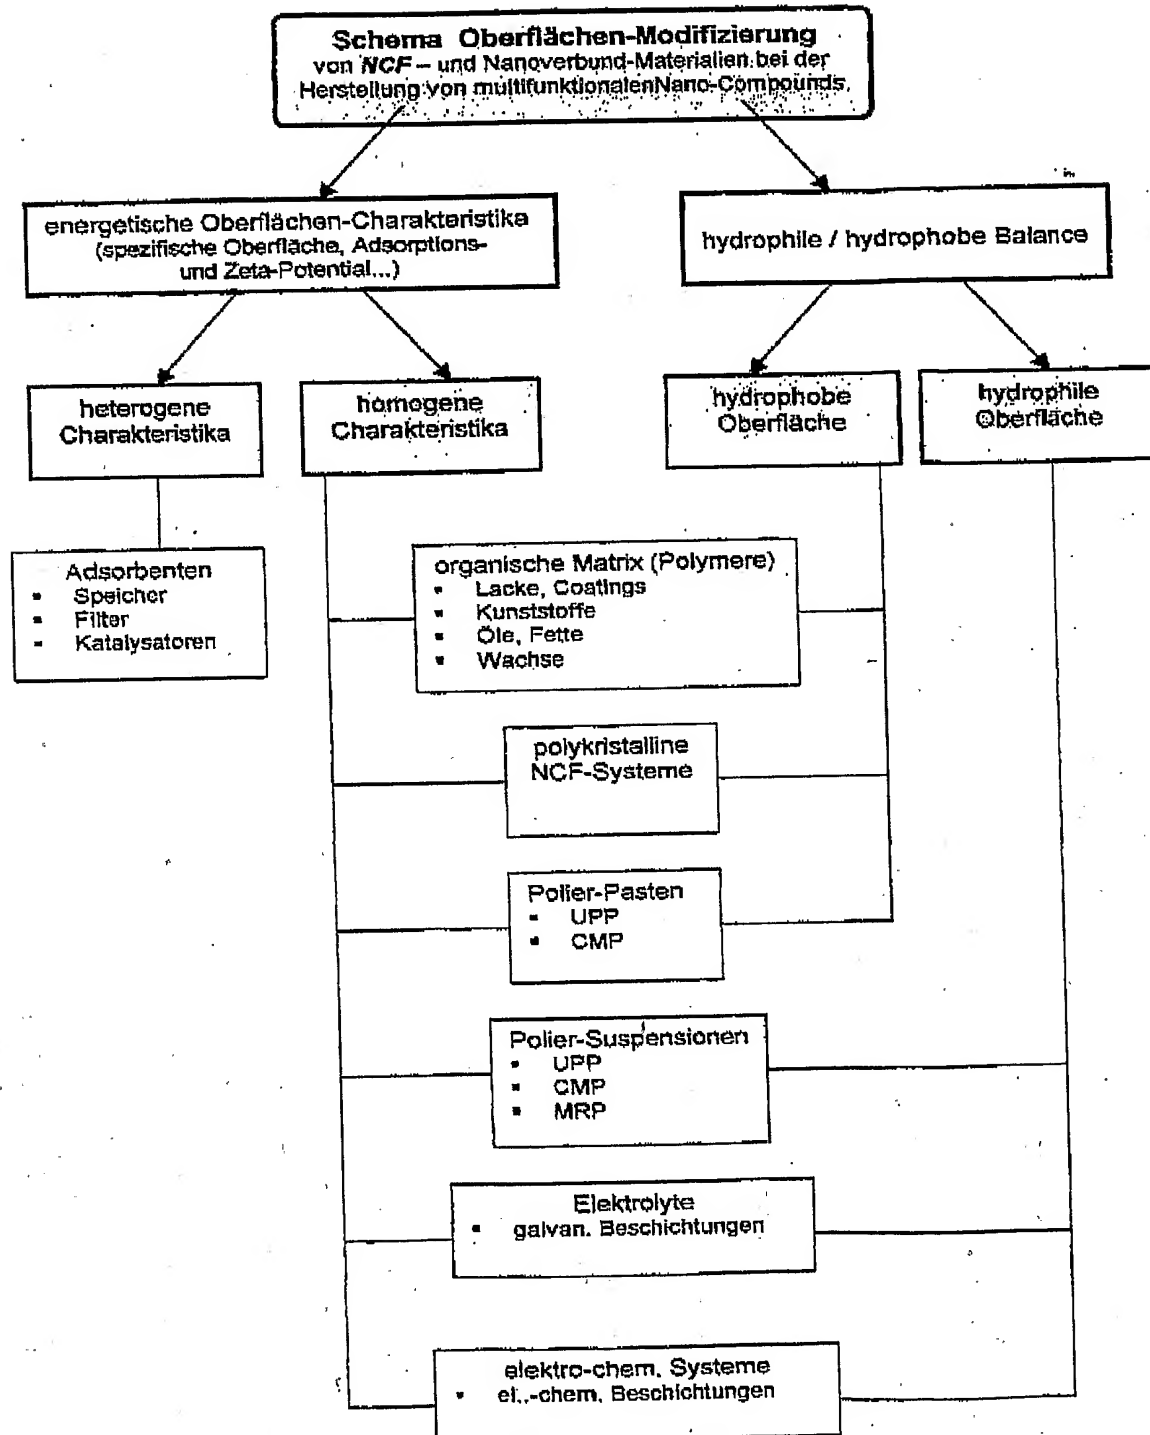 Schema Oberflächen-Modifizierung
von NCF – und Nanoverbund-Materialien bei der
Herstellung von multifunktionalenNano-Compounds.
energetische Oberflächen-Charakteristika
(spezifische Oberfläche, Adsorptions-
und Zeta-Potential...)
hydrophile / hydrophobe Balance
heterogene
Charakteristika
homogene
Charakteristika
hydrophobe
Oberfläche
hydrophile
Oberfläche
Adsorbenten
▪ Speicher
▪ Filter
▪ Katalysatoren
organische Matrix (Polymere)
▪ Lacke, Coatings
▪ Kunststoffe
▪ Öle, Fette
▪ Wachse
polykristalline
NCF-Systeme
Polier-Pasten
▪ UPP
▪ CMP
Polier-Suspensionen
▪ UPP
▪ CMP
▪ MRP
Elektrolyte
▪ galvan. Beschichtungen
elektro-chem. Systeme
▪ el.-chem. Beschichtungen